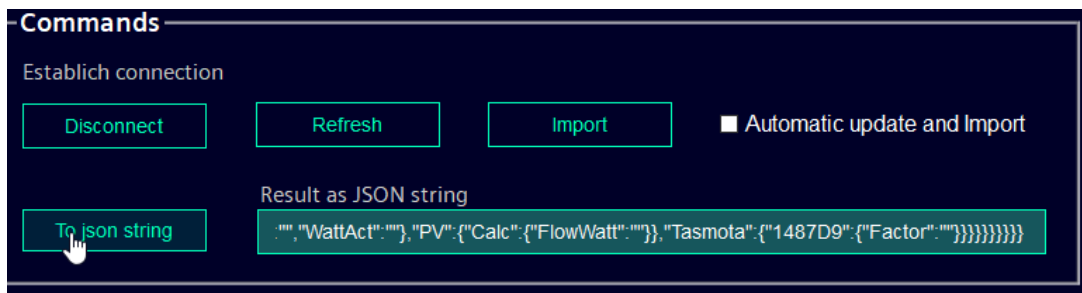 Commands
Establich connection
Disconnect Refresh Import Automatic update and Import
Result as JSON string
To json string :"","WattAct":""},"PV":{"Calc":{"FlowWatt":""}},"Tasmota":{"1487D9":{"Factor":""}}}}}}}}}}